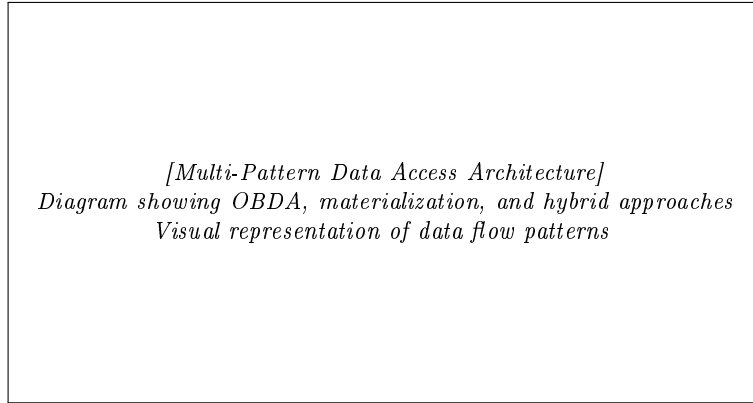 [Multi-Pattern Data Access Architecture]
Diagram showing OBDA, materialization, and hybrid approaches
Visual representation of data flow patterns